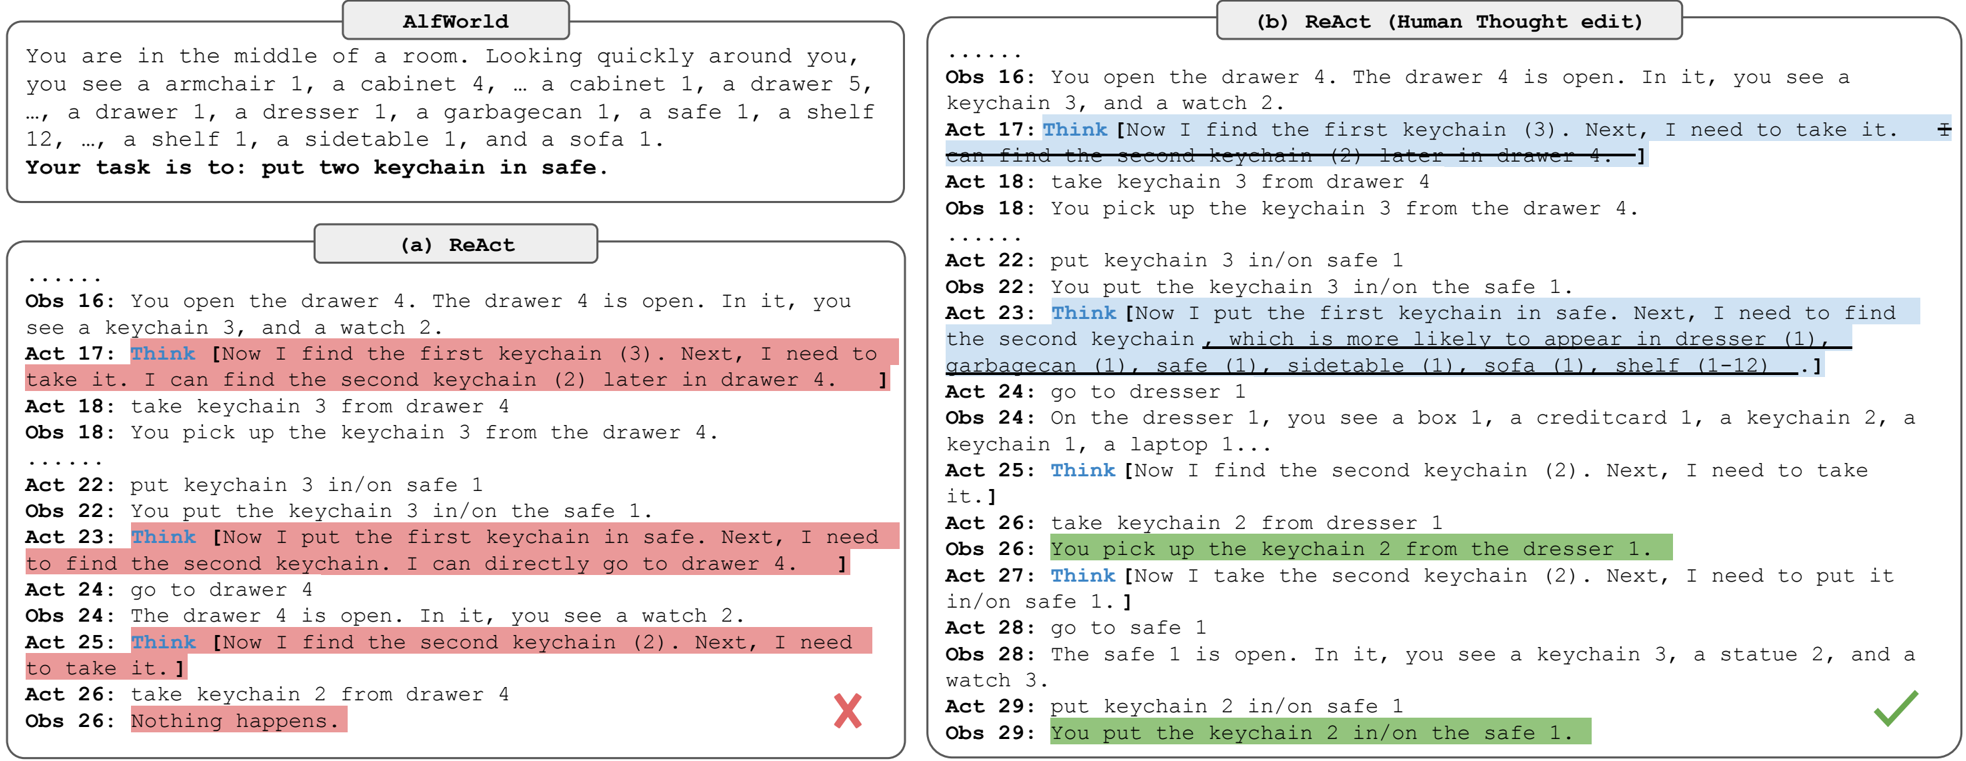 AlfWorld
You are in the middle of a room. Looking quickly around you,
you see a armchair 1, a cabinet 4, … a cabinet 1, a drawer 5,
…, a drawer 1, a dresser 1, a garbagecan 1, a safe 1, a shelf
12, …, a shelf 1, a sidetable 1, and a sofa 1.
Your task is to: put two keychain in safe.
(a) ReAct
......
Obs 16: You open the drawer 4. The drawer 4 is open. In it, you
see a keychain 3, and a watch 2.
Act 17: Think [Now I find the first keychain (3). Next, I need to
take it. I can find the second keychain (2) later in drawer 4. ]
Act 18: take keychain 3 from drawer 4
Obs 18: You pick up the keychain 3 from the drawer 4.
......
Act 22: put keychain 3 in/on safe 1
Obs 22: You put the keychain 3 in/on the safe 1.
Act 23: Think [Now I put the first keychain in safe. Next, I need
to find the second keychain. I can directly go to drawer 4. ]
Act 24: go to drawer 4
Obs 24: The drawer 4 is open. In it, you see a watch 2.
Act 25: Think [Now I find the second keychain (2). Next, I need
to take it.]
Act 26: take keychain 2 from drawer 4
Obs 26: Nothing happens.
(b) ReAct (Human Thought edit)
......
Obs 16: You open the drawer 4. The drawer 4 is open. In it, you see a
keychain 3, and a watch 2.
Act 17: Think [Now I find the first keychain (3). Next, I need to take it. I
can find the second keychain (2) later in drawer 4. ]
Act 18: take keychain 3 from drawer 4
Obs 18: You pick up the keychain 3 from the drawer 4.
......
Act 22: put keychain 3 in/on safe 1
Obs 22: You put the keychain 3 in/on the safe 1.
Act 23: Think [Now I put the first keychain in safe. Next, I need to find
the second keychain , which is more likely to appear in dresser (1),
garbagecan (1), safe (1), sidetable (1), sofa (1), shelf (1-12) .]
Act 24: go to dresser 1
Obs 24: On the dresser 1, you see a box 1, a creditcard 1, a keychain 2, a
keychain 1, a laptop 1...
Act 25: Think [Now I find the second keychain (2). Next, I need to take
it.]
Act 26: take keychain 2 from dresser 1
Obs 26: You pick up the keychain 2 from the dresser 1.
Act 27: Think [Now I take the second keychain (2). Next, I need to put it
in/on safe 1. ]
Act 28: go to safe 1
Obs 28: The safe 1 is open. In it, you see a keychain 3, a statue 2, and a
watch 3.
Act 29: put keychain 2 in/on safe 1
Obs 29: You put the keychain 2 in/on the safe 1.